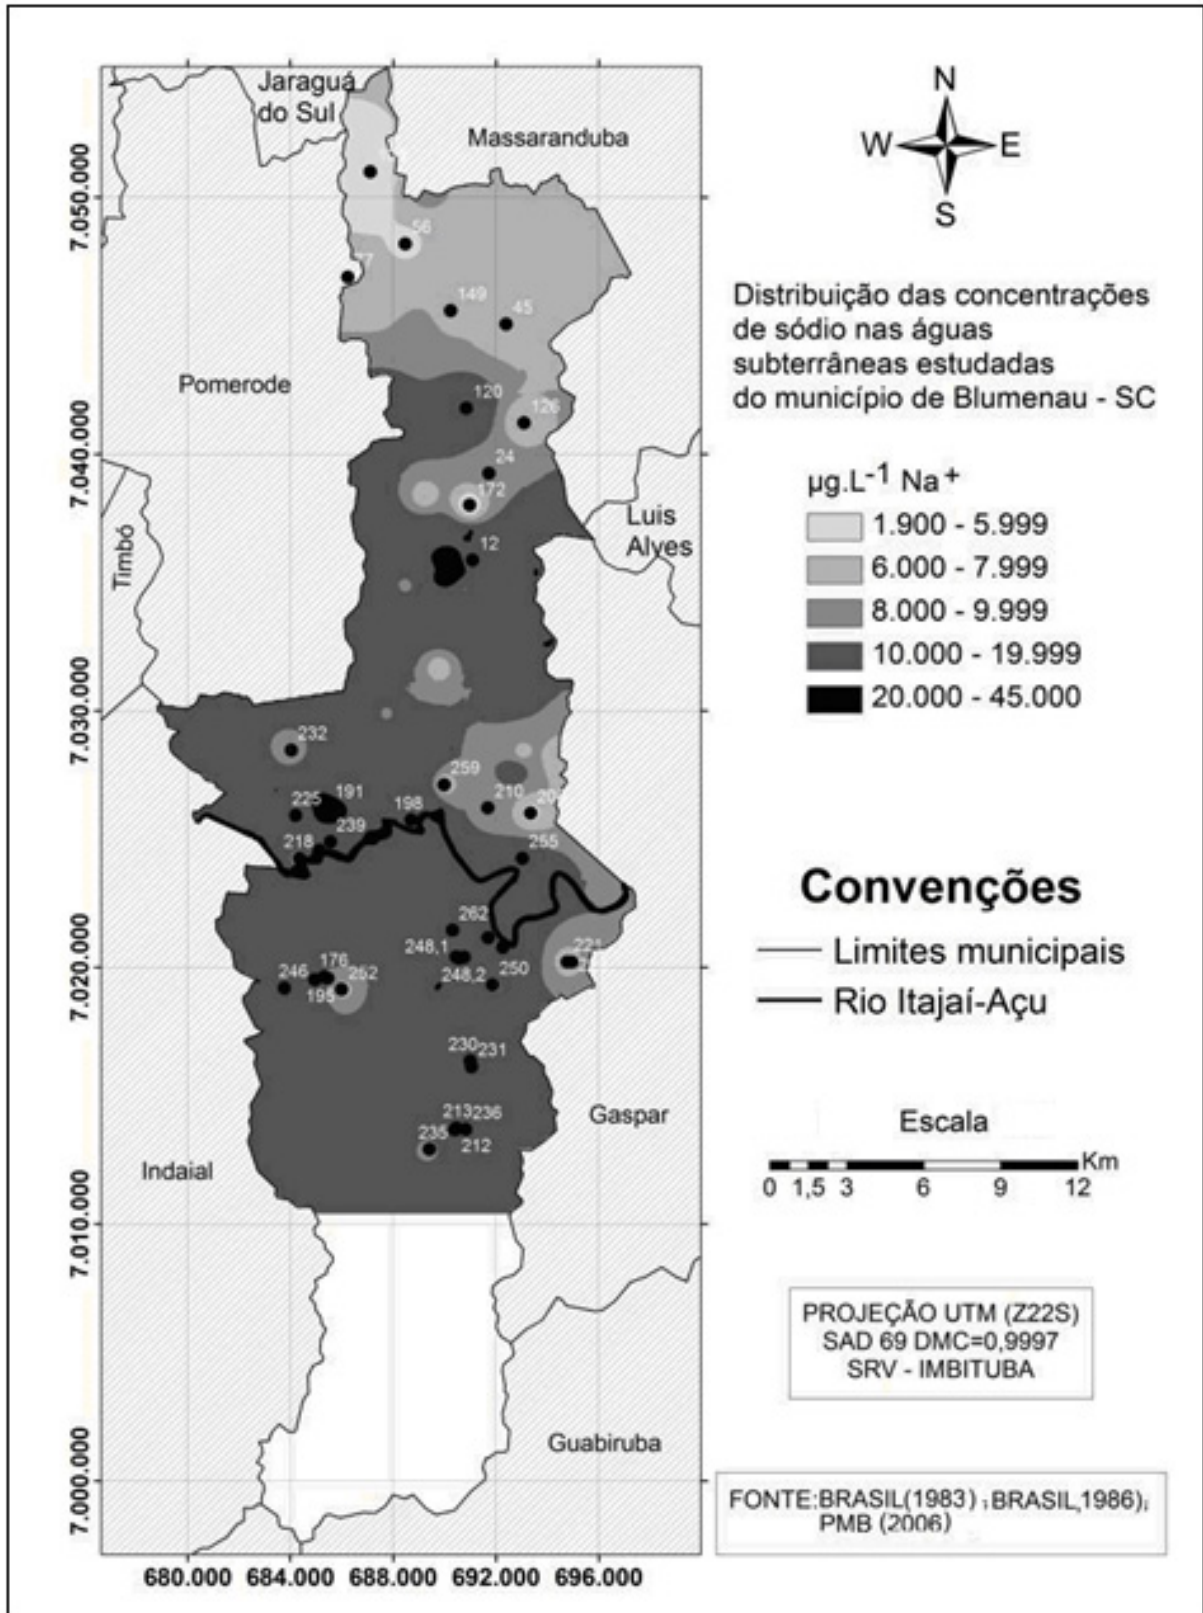 Jaraguá
do Sul
Massaranduba
N
W
E
S
7.050.000
56
77
149
45
Distribuição das concentrações
de sódio nas águas
subterrâneas estudadas
do município de Blumenau - SC
Pomerode
120
126
7.040.000
24
172
µg.L-1 Na+
1.900 - 5.999
6.000 - 7.999
8.000 - 9.999
10.000 - 19.999
20.000 - 45.000
Luis
Alves
Timbó
12
7.030.000
232
259
225
191
198
210
20
239
218
255
Convenções
Limites municipais
Rio Itajaí-Açu
262
248,1
248,2
250
221
7.020.000
246
176
195
252
230
231
213
236
235
212
Gaspar
Indaial
Escala
Km
0 1,5 3 6 9 12
7.010.000
PROJEÇÃO UTM (Z22S)
SAD 69 DMC=0,9997
SRV - IMBITUBA
Guabiruba
7.000.000
FONTE:BRASIL(1983) ;BRASIL,1986);
PMB (2006)
680.000 684.000 688.000 692.000 696.000